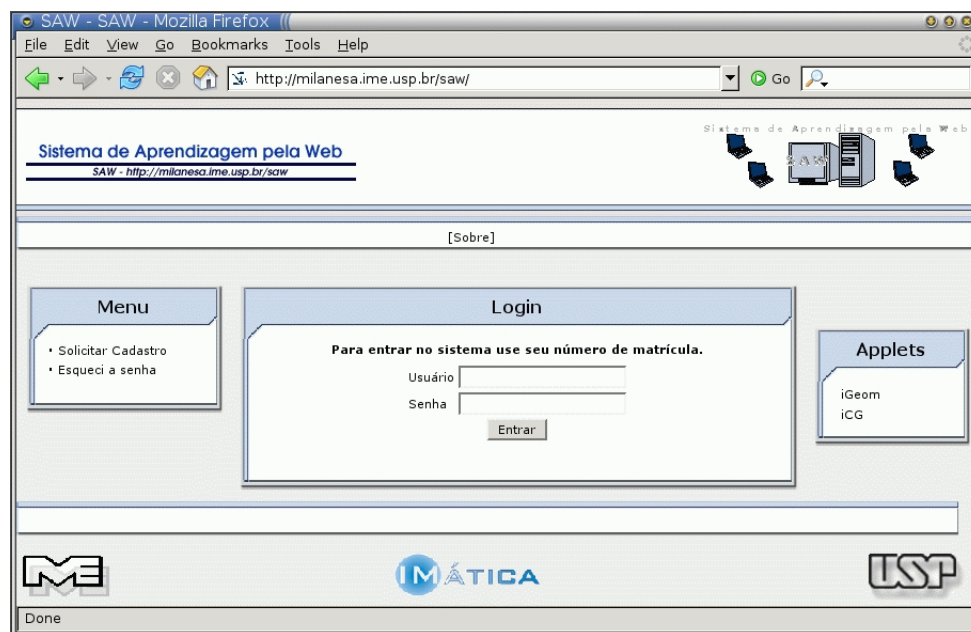 SAW - SAW - Mozilla Firefox
File Edit View Go Bookmarks Tools Help
http://milanesa.ime.usp.br/saw/ Go
Sistema de Aprendizagem pela Web
Sistema de Aprendizagem pela Web
SAW - http://milanesa.ime.usp.br/saw
SAW
[Sobre]
Menu
Solicitar Cadastro
Esqueci a senha
Login
Para entrar no sistema use seu número de matrícula.
Usuário
Senha
Entrar
Applets
iGeom
iCG
IME
iMÁTICA
USP
Done